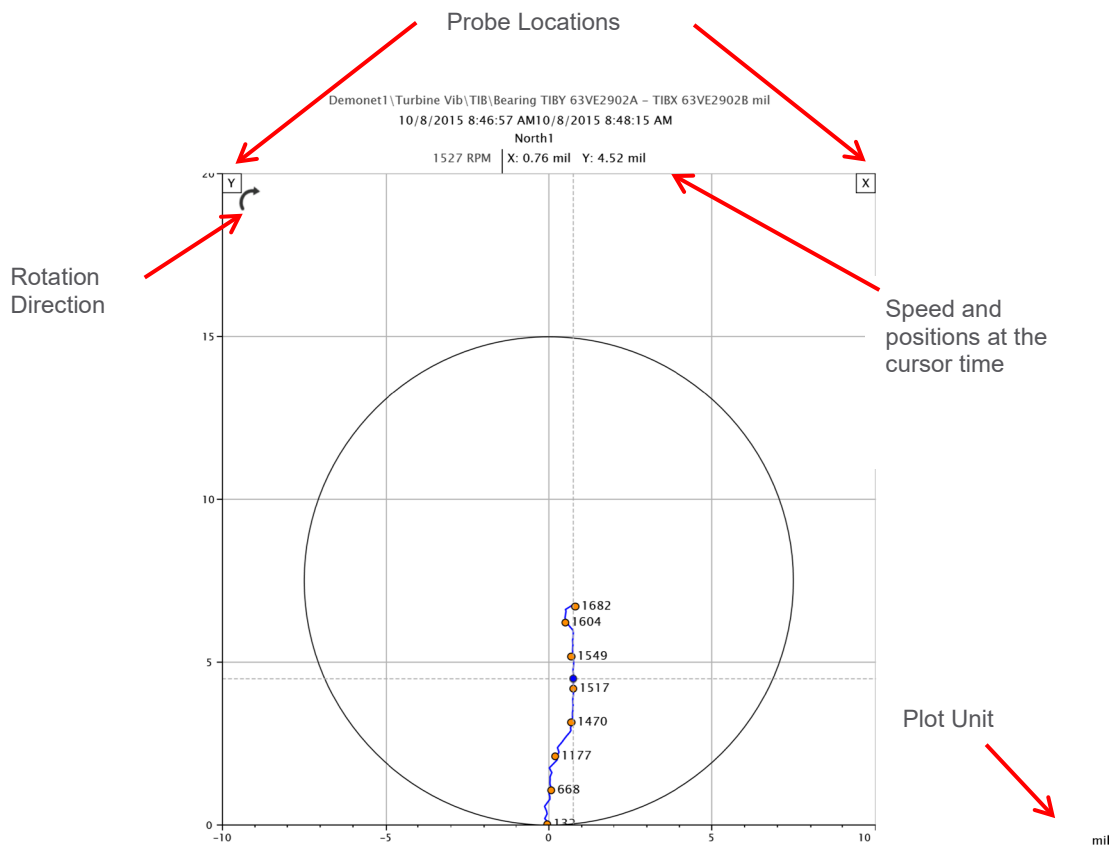 Probe Locations
Demonet1\Turbine Vib\TIB\Bearing TIBY 63VE2902A – TIBX 63VE2902B mil
10/8/2015 8:46:57 AM10/8/2015 8:48:15 AM
North1
1527 RPM X: 0.76 mil Y: 4.52 mil
20
Y
X
Rotation
Direction
Speed and
positions at the
cursor time
15
10
1682
1604
5
1549
1517
1470
Plot Unit
1177
668
132
0
-10
-5
0
5
10
mil